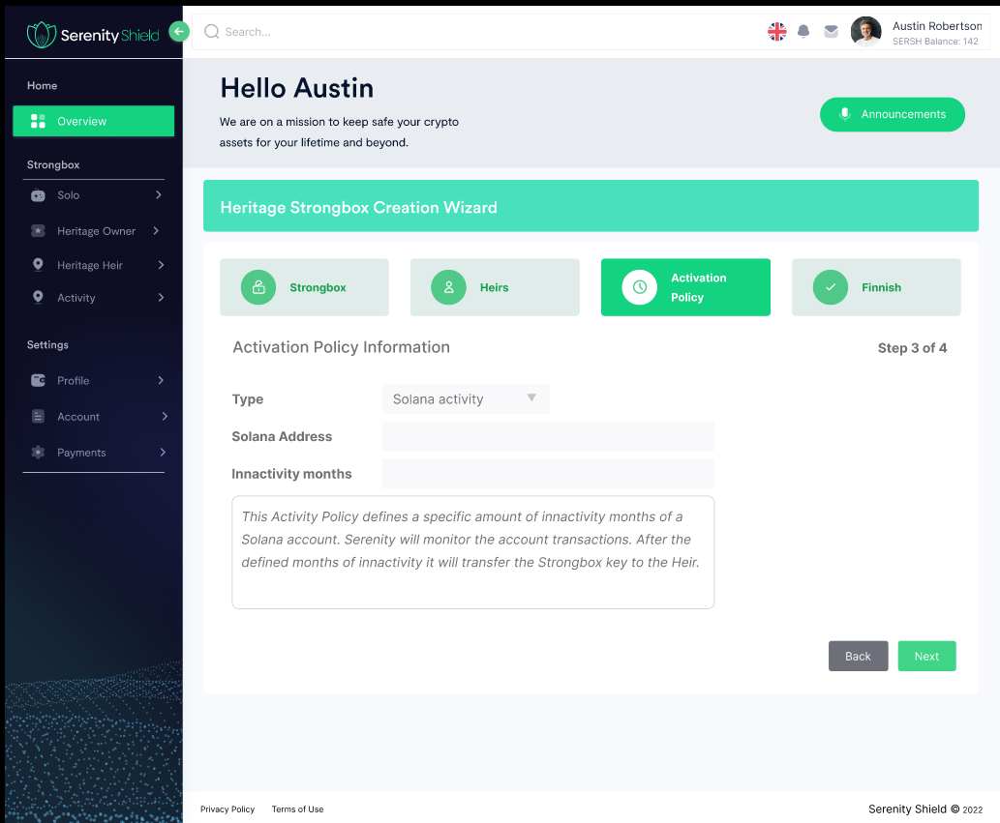 Serenity Shield
Search...
Austin Robertson
SERSH Balance: 142
Home
Overview
Strongbox
Solo
Heritage Owner
Heritage Heir
Activity
Settings
Profile
Account
Payments
Hello Austin
We are on a mission to keep safe your crypto
assets for your lifetime and beyond.
Announcements
Heritage Strongbox Creation Wizard
Strongbox
Heirs
Activation
Policy
Finnish
Activation Policy Information
Step 3 of 4
Type
Solana activity
Solana Address
Innactivity months
This Activity Policy defines a specific amount of innactivity months of a
Solana account. Serenity will monitor the account transactions. After the
defined months of innactivity it will transfer the Strongbox key to the Heir.
Back
Next
Privacy Policy
Terms of Use
Serenity Shield © 2022